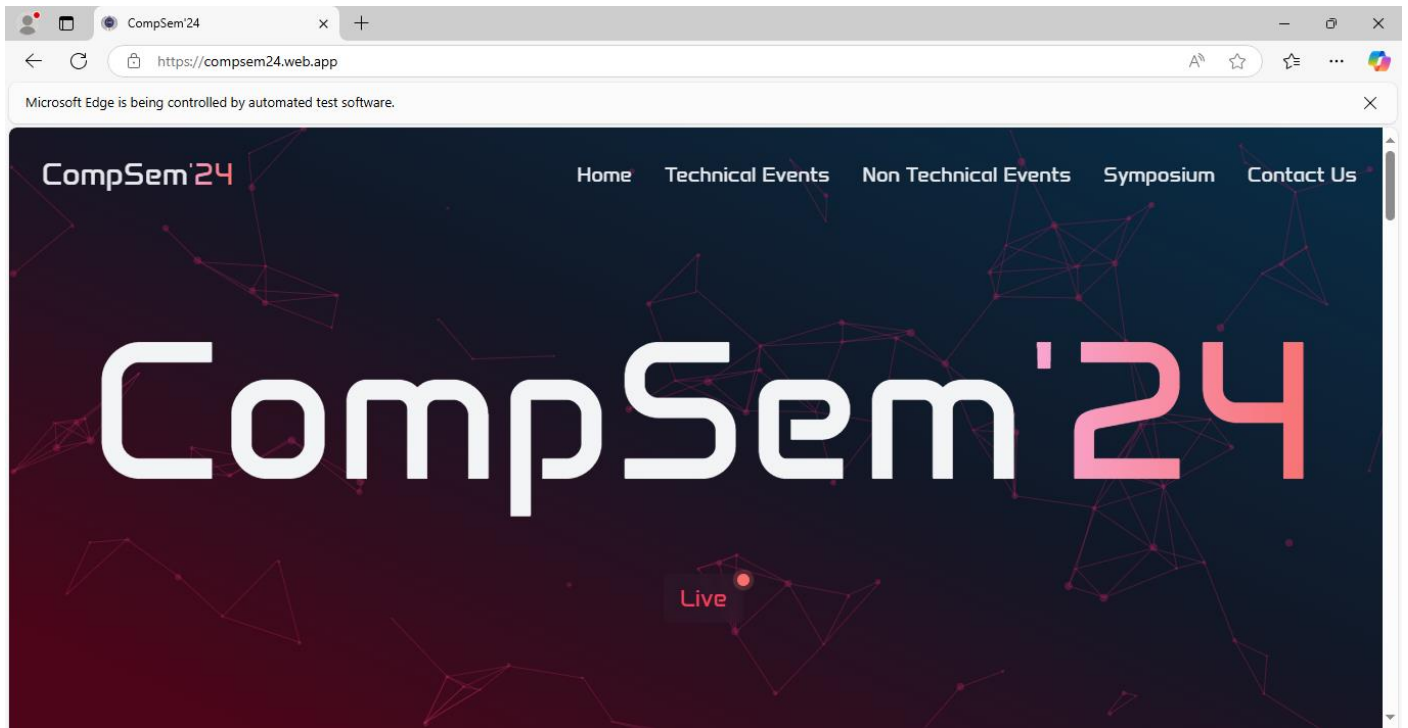 CompSem'24
https://compsem24.web.app
Microsoft Edge is being controlled by automated test software.
CompSem'24 Home Technical Events Non Technical Events Symposium Contact Us
CompSem'24
Live